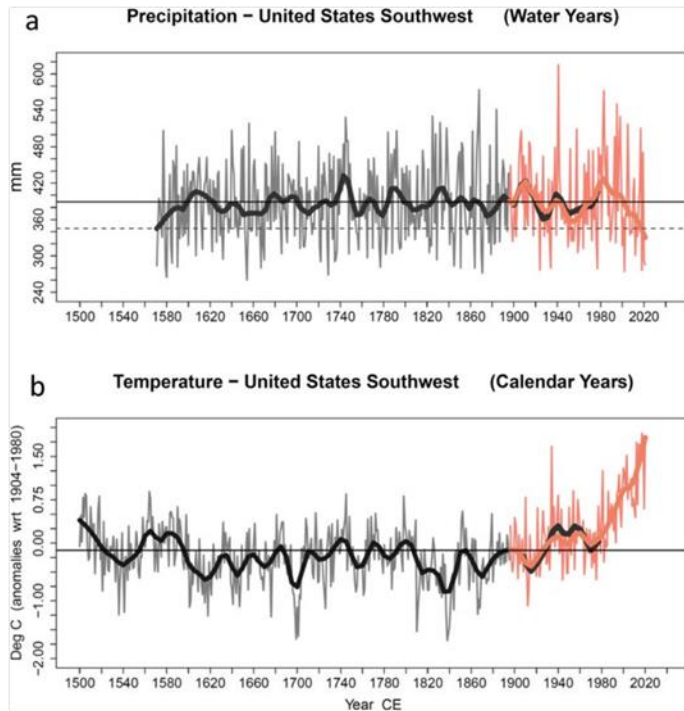 a
Precipitation − United States Southwest (Water Years)
mm
600
540
480
420
360
300
240
1500 1540 1580 1620 1660 1700 1740 1780 1820 1860 1900 1940 1980 2020
b
Temperature − United States Southwest (Calendar Years)
Deg C (anomalies wrt 1904−1980)
1.50
0.75
0.00
−1.00
−2.00
1500 1540 1580 1620 1660 1700 1740 1780 1820 1860 1900 1940 1980 2020
Year CE